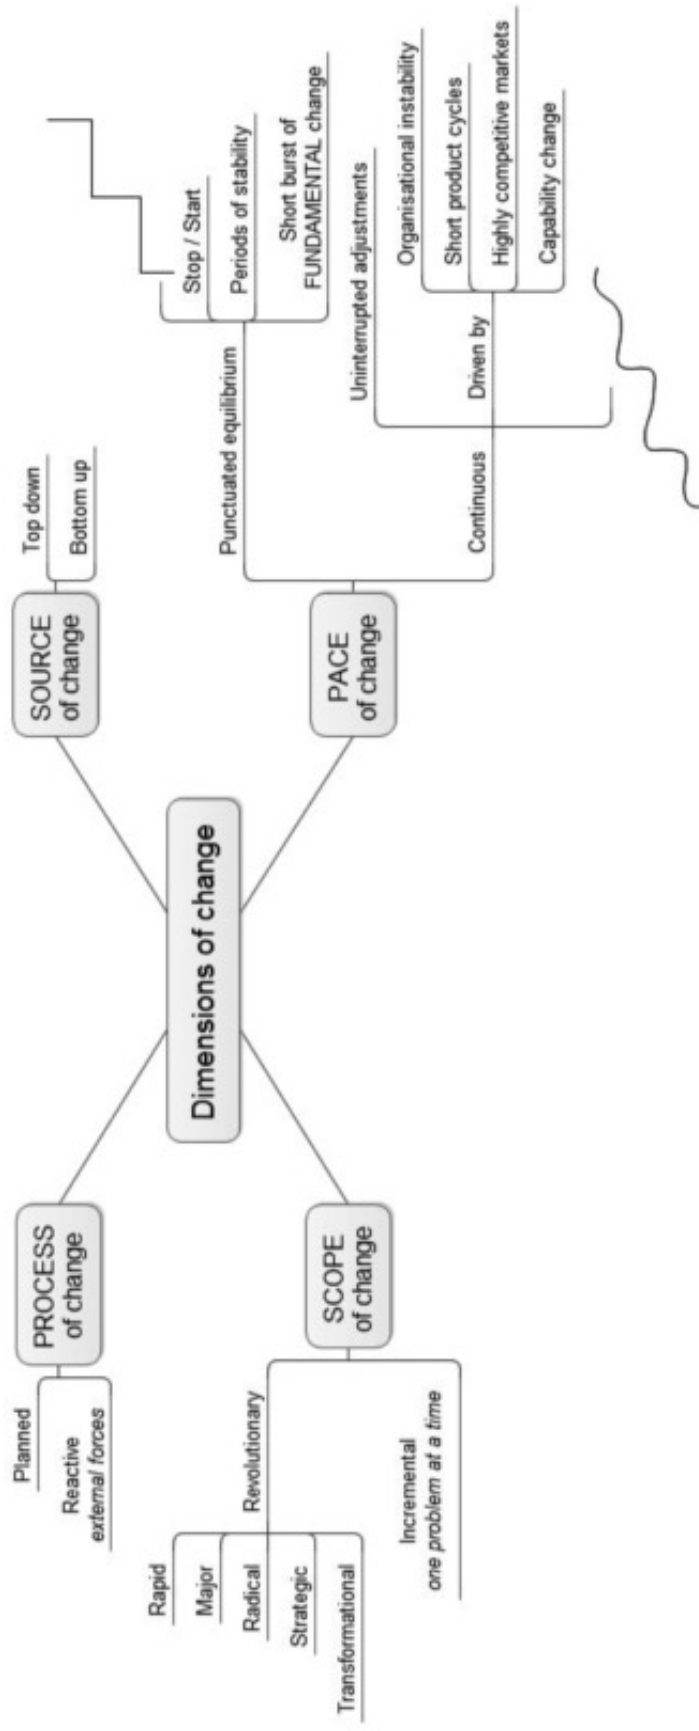 Dimensions of change
PROCESS
of change
Planned
Reactive
external forces
SCOPE
of change
Revolutionary
Rapid
Major
Radical
Strategic
Transformational
Incremental
one problem at a time
SOURCE
of change
Top down
Bottom up
PACE
of change
Punctuated equilibrium
Stop / Start
Periods of stability
Short burst of
FUNDAMENTAL change
Continuous
Uninterrupted adjustments
Driven by
Organisational instability
Short product cycles
Highly competitive markets
Capability change